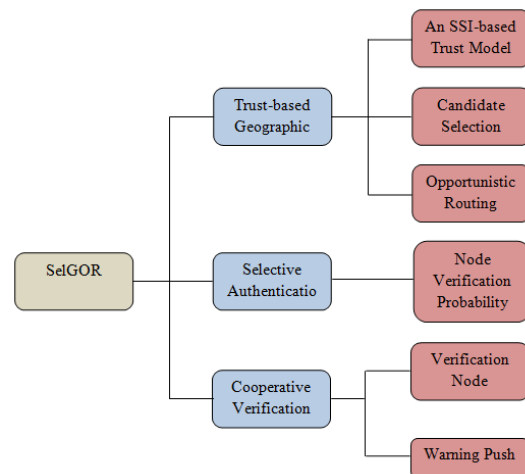 An SSI-based
Trust Model
Trust-based
Geographic
Candidate
Selection
Opportunistic
Routing
SelGOR
Selective
Authenticatio
Node
Verification
Probability
Cooperative
Verification
Verification
Node
Warning Push